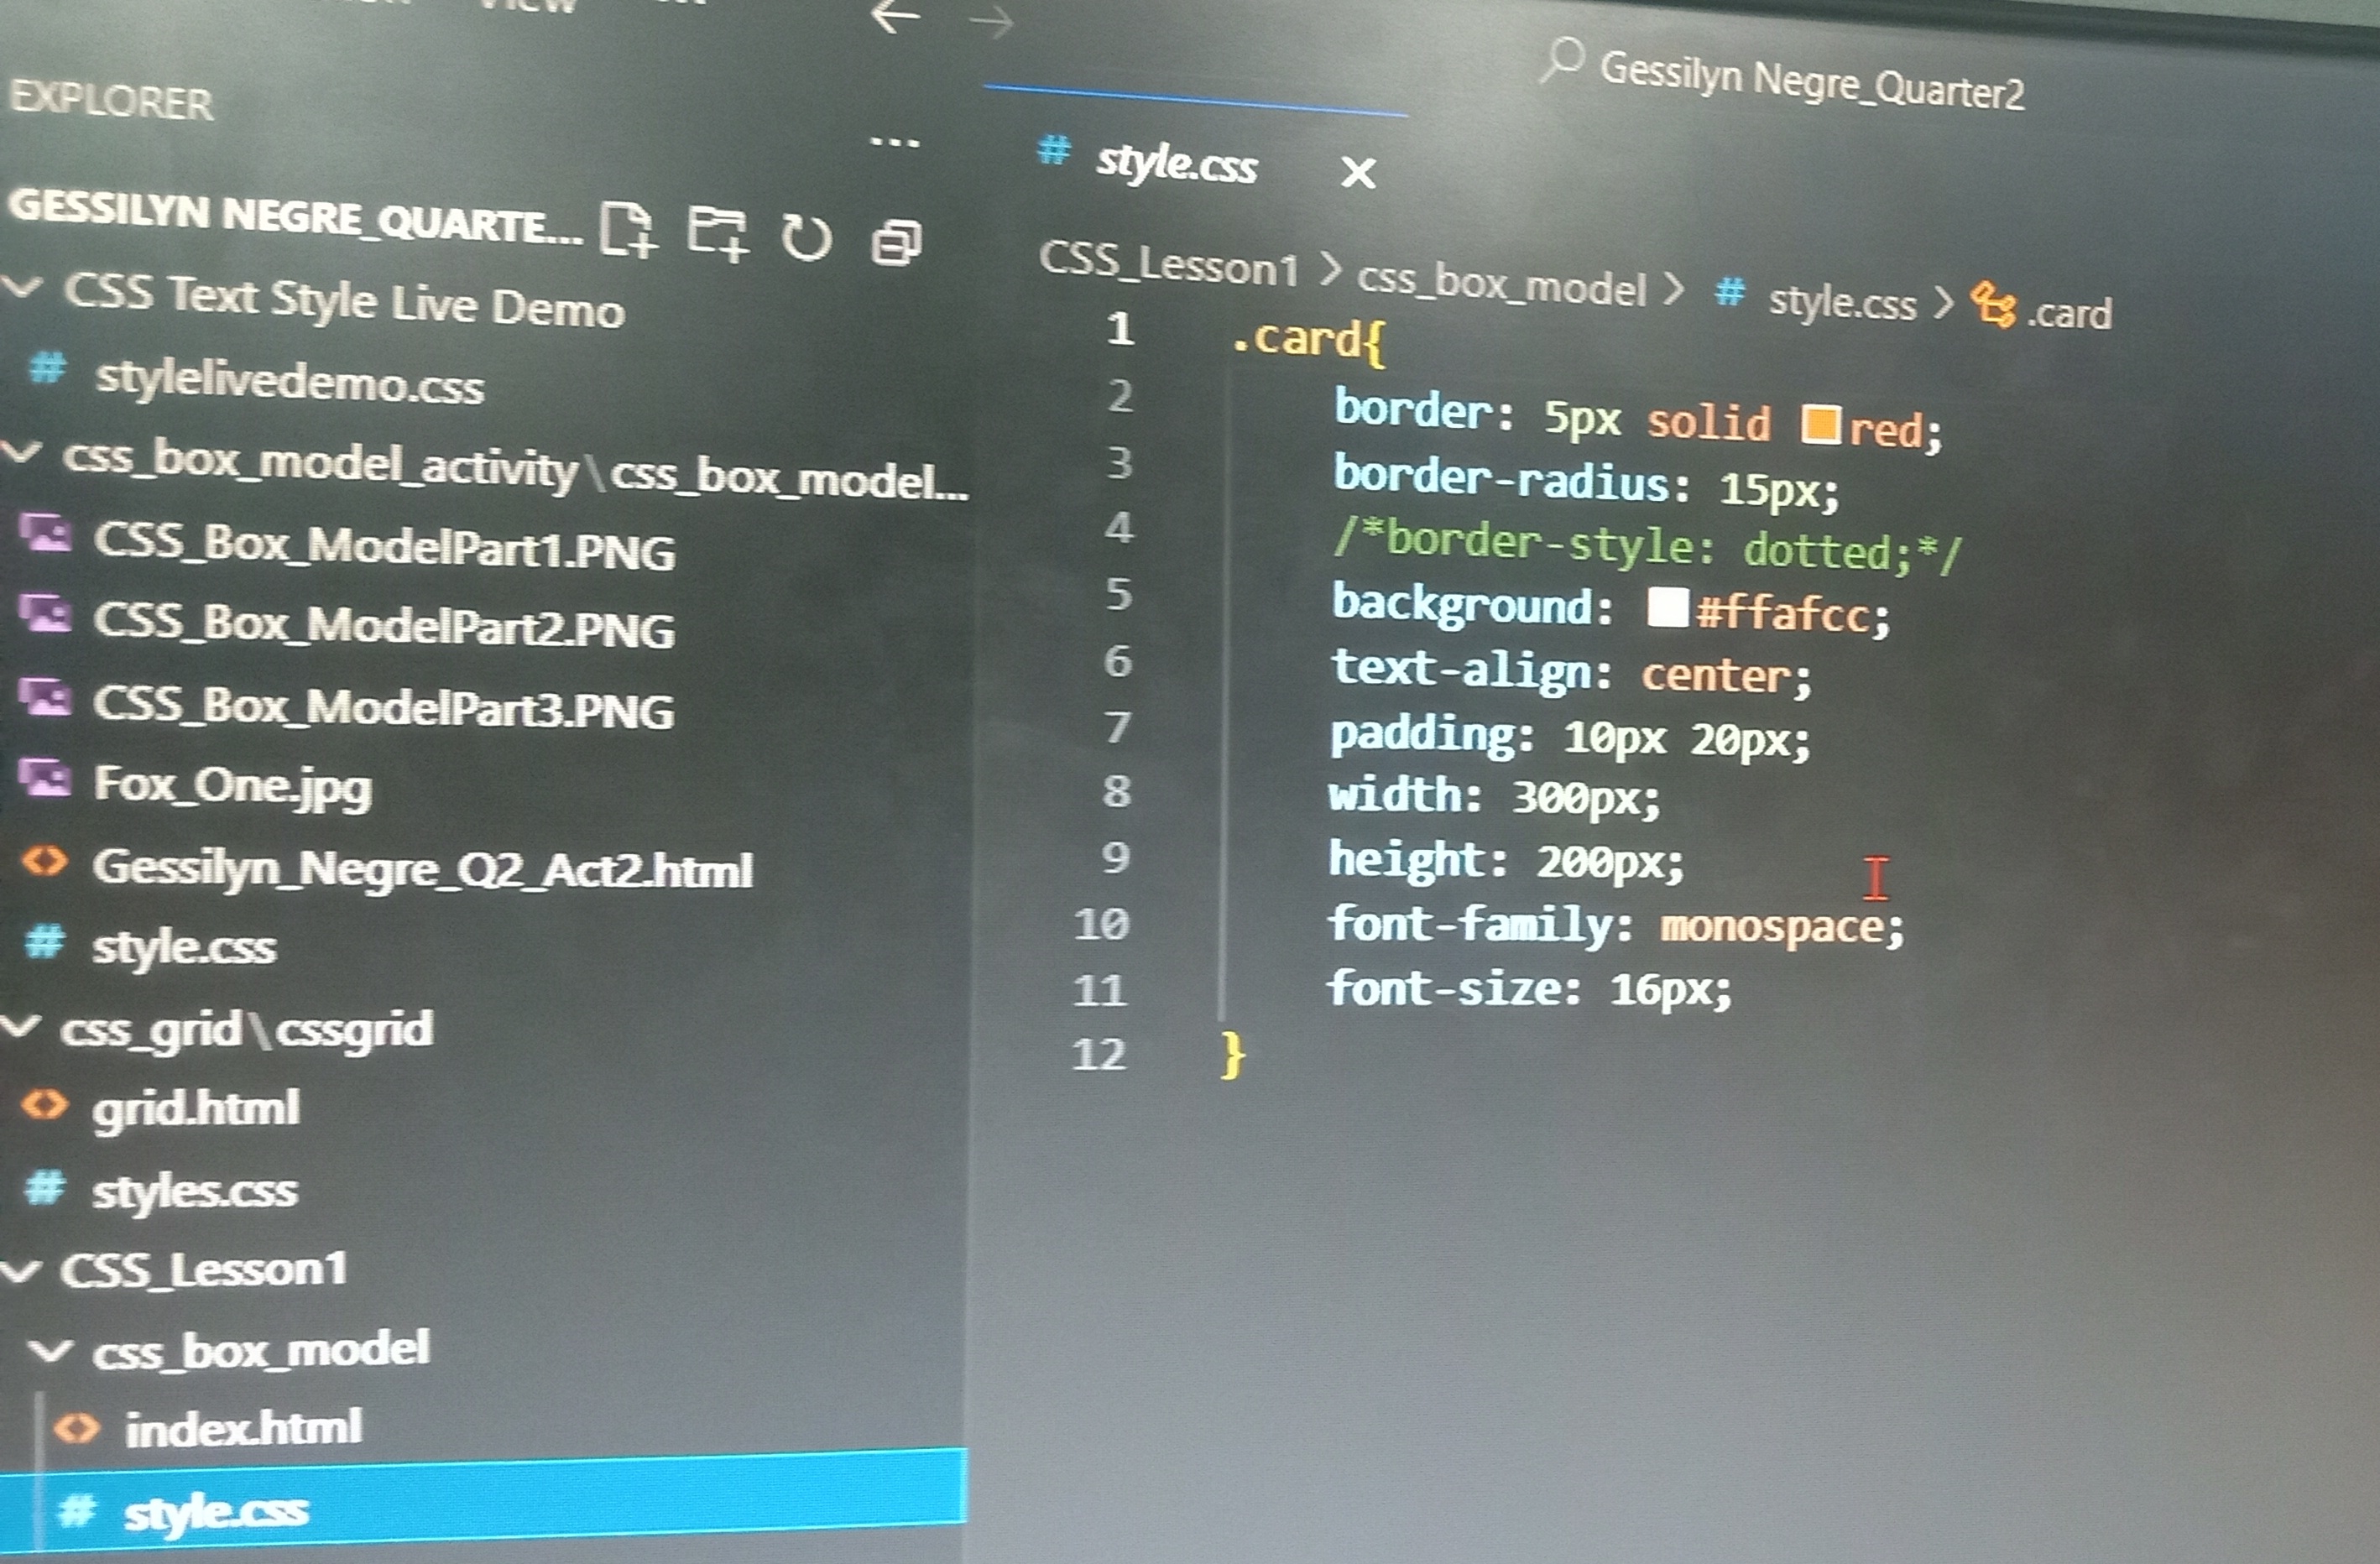 EXPLORER
Gessilyn Negre_Quarter2
...
GESSILYN NEGRE_QUARTE...
CSS Text Style Live Demo
# stylelivedemo.css
css_box_model_activity\css_box_model...
CSS_Box_ModelPart1.PNG
CSS_Box_ModelPart2.PNG
CSS_Box_ModelPart3.PNG
Fox_One.jpg
<> Gessilyn_Negre_Q2_Act2.html
# style.css
css_grid\cssgrid
<> grid.html
# styles.css
CSS_Lesson1
css_box_model
<> index.html
# style.css
# style.css ×
CSS_Lesson1 > css_box_model > # style.css > .card
1 .card{
2 border: 5px solid red;
3 border-radius: 15px;
4 /*border-style: dotted;*/
5 background: #ffafcc;
6 text-align: center;
7 padding: 10px 20px;
8 width: 300px;
9 height: 200px;
10 font-family: monospace;
11 font-size: 16px;
12 }